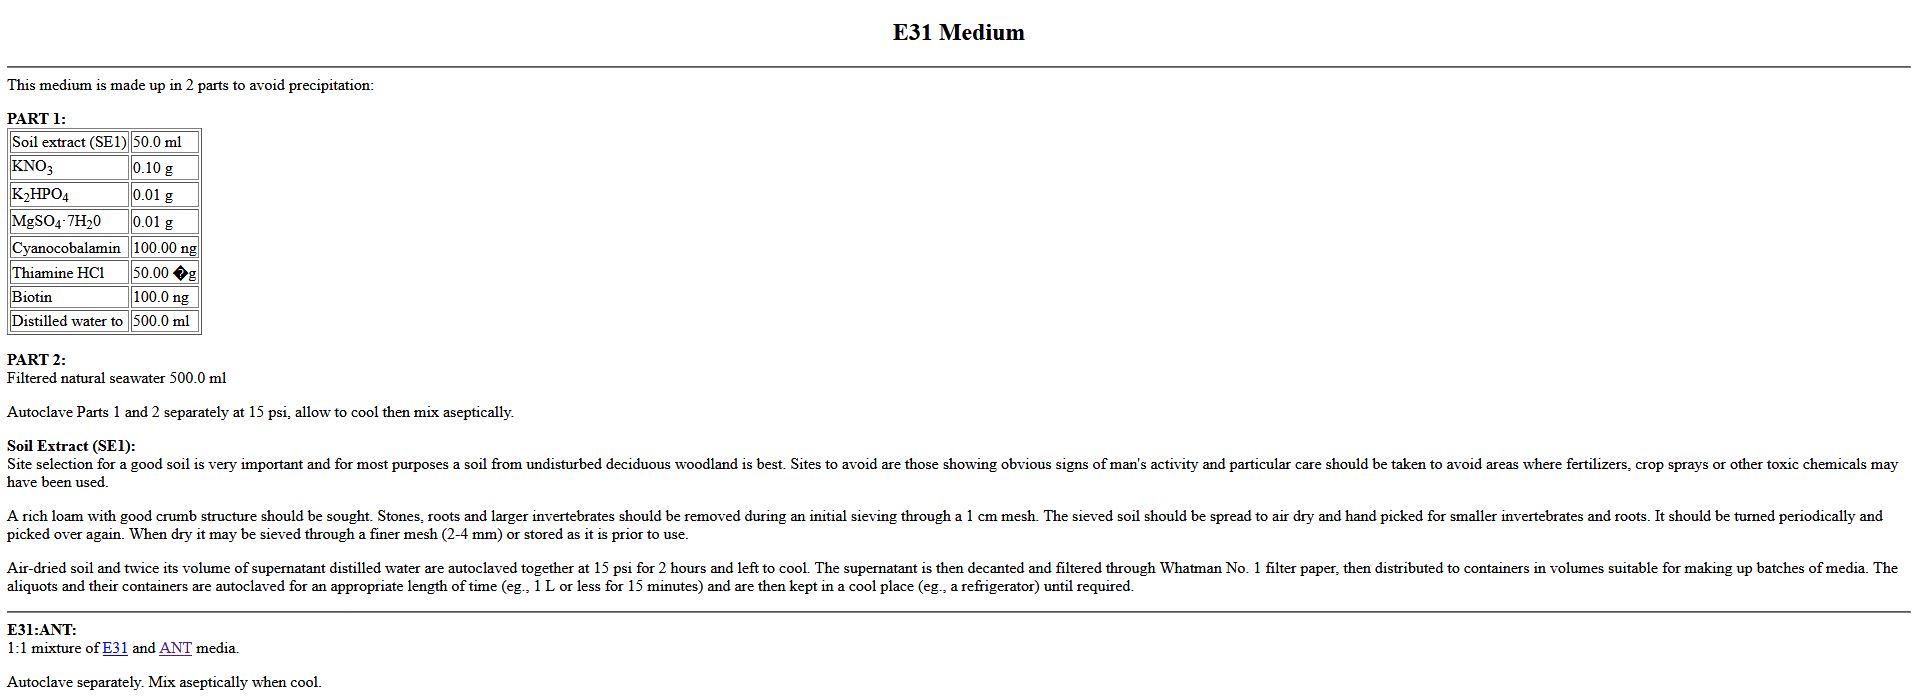 E31 Medium
This medium is made up in 2 parts to avoid precipitation:
PART 1:
Soil extract (SE1) 50.0 ml
KNO3 0.10 g
K2HPO4 0.01 g
MgSO4·7H20 0.01 g
Cyanocobalamin 100.00 ng
Thiamine HCl 50.00 �g
Biotin 100.0 ng
Distilled water to 500.0 ml
PART 2:
Filtered natural seawater 500.0 ml
Autoclave Parts 1 and 2 separately at 15 psi, allow to cool then mix aseptically.
Soil Extract (SE1):
Site selection for a good soil is very important and for most purposes a soil from undisturbed deciduous woodland is best. Sites to avoid are those showing obvious signs of man's activity and particular care should be taken to avoid areas where fertilizers, crop sprays or other toxic chemicals may
have been used.
A rich loam with good crumb structure should be sought. Stones, roots and larger invertebrates should be removed during an initial sieving through a 1 cm mesh. The sieved soil should be spread to air dry and hand picked for smaller invertebrates and roots. It should be turned periodically and
picked over again. When dry it may be sieved through a finer mesh (2-4 mm) or stored as it is prior to use.
Air-dried soil and twice its volume of supernatant distilled water are autoclaved together at 15 psi for 2 hours and left to cool. The supernatant is then decanted and filtered through Whatman No. 1 filter paper, then distributed to containers in volumes suitable for making up batches of media. The
aliquots and their containers are autoclaved for an appropriate length of time (eg., 1 L or less for 15 minutes) and are then kept in a cool place (eg., a refrigerator) until required.
E31:ANT:
1:1 mixture of E31 and ANT media.
Autoclave separately. Mix aseptically when cool.